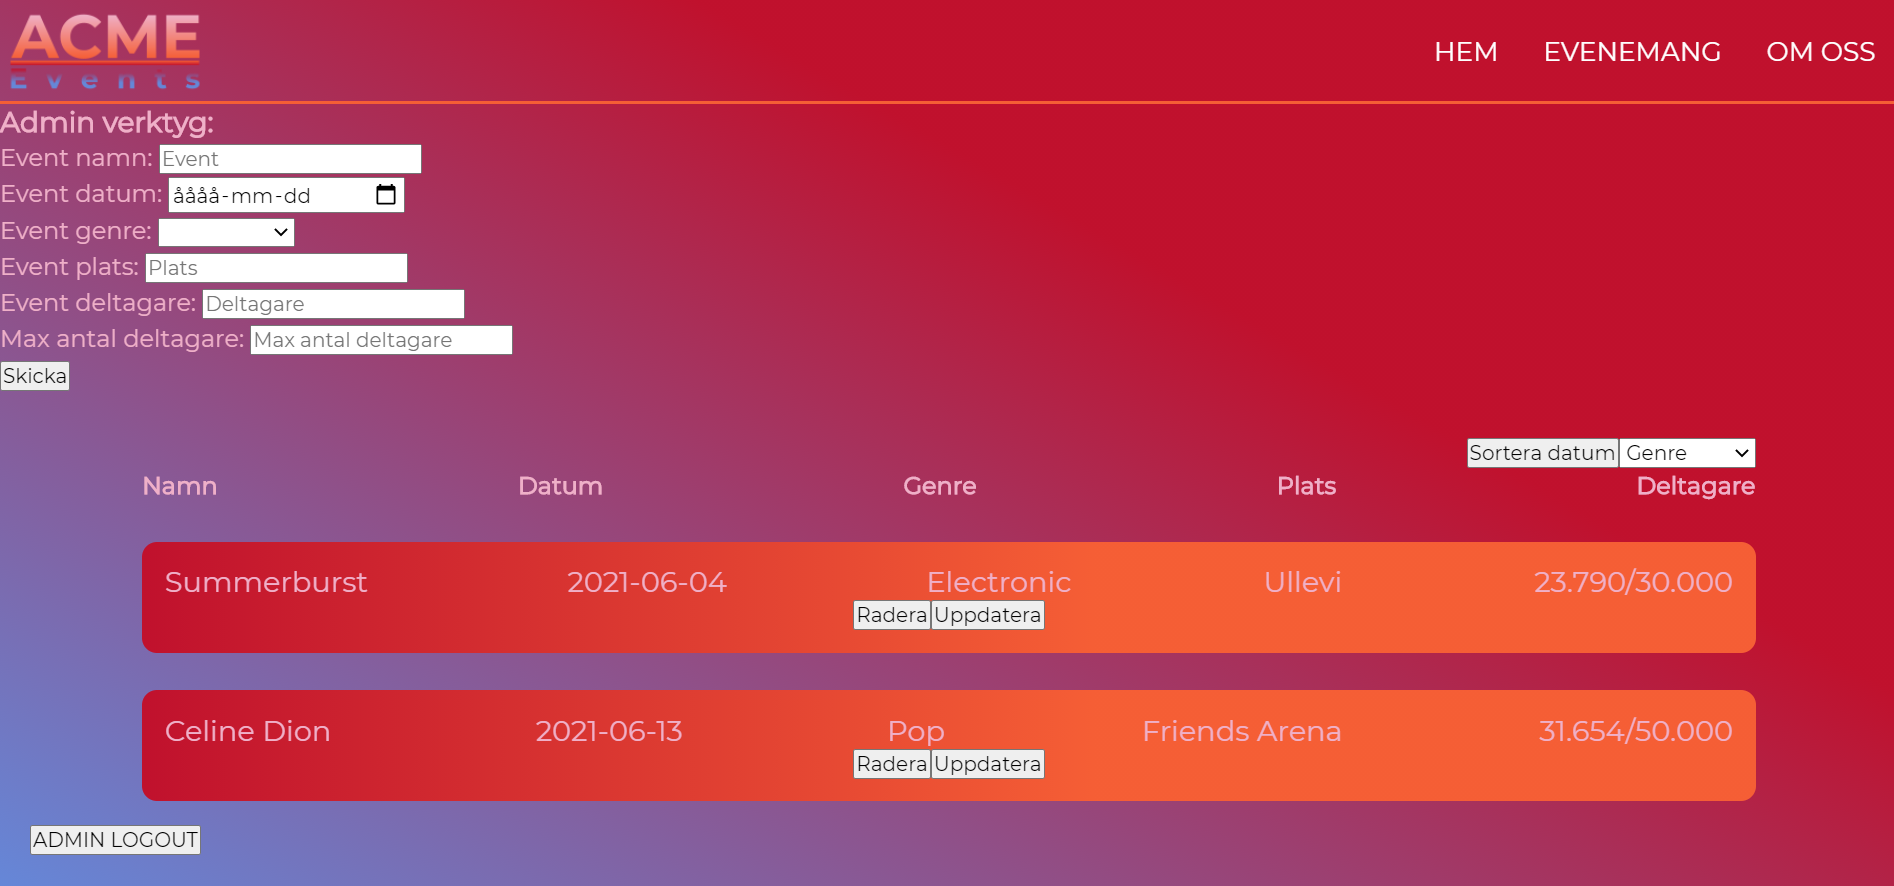 ACME
Events
HEM EVENEMANG OM OSS
Admin verktyg:
Event namn: Event
Event datum: åååå-mm-dd
Event genre:
Event plats: Plats
Event deltagare: Deltagare
Max antal deltagare: Max antal deltagare
Skicka
Sortera datum Genre
Namn Datum Genre Plats Deltagare
Summerburst 2021-06-04 Electronic Ullevi 23.790/30.000
Radera Uppdatera
Celine Dion 2021-06-13 Pop Friends Arena 31.654/50.000
Radera Uppdatera
ADMIN LOGOUT